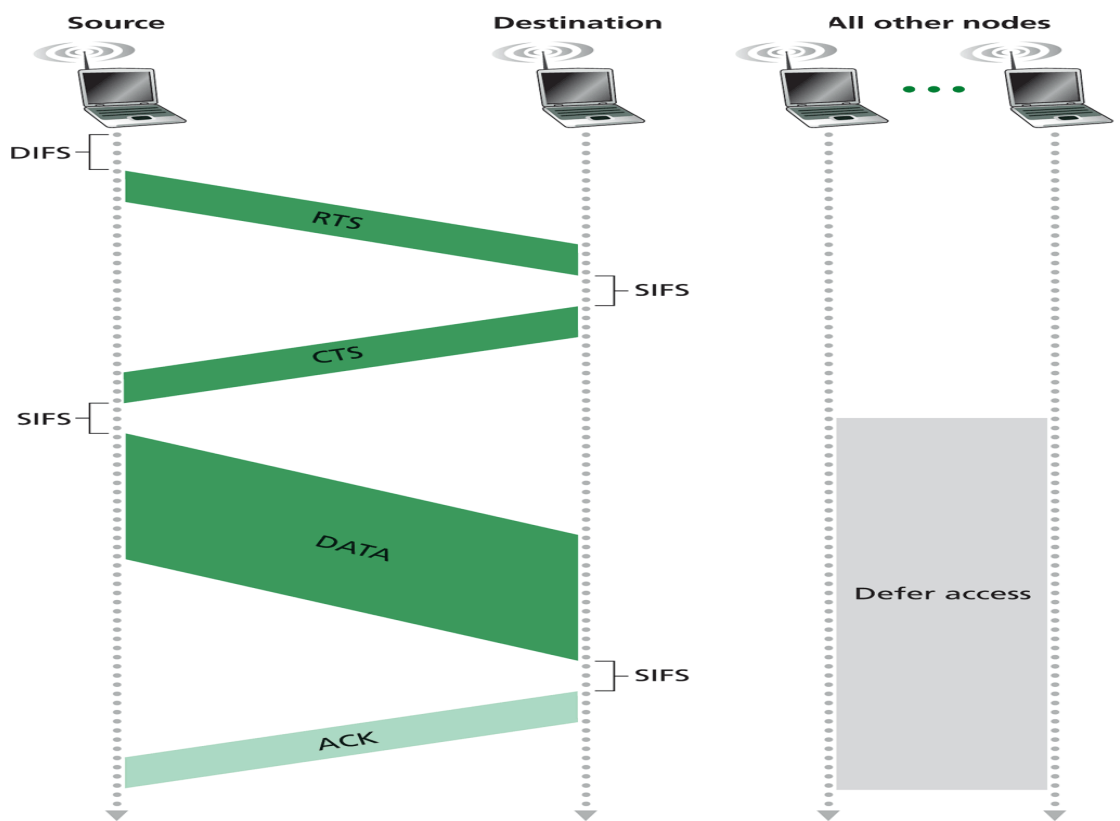 Source
Destination
All other nodes
DIFS
RTS
SIFS
CTS
SIFS
DATA
Defer access
SIFS
ACK